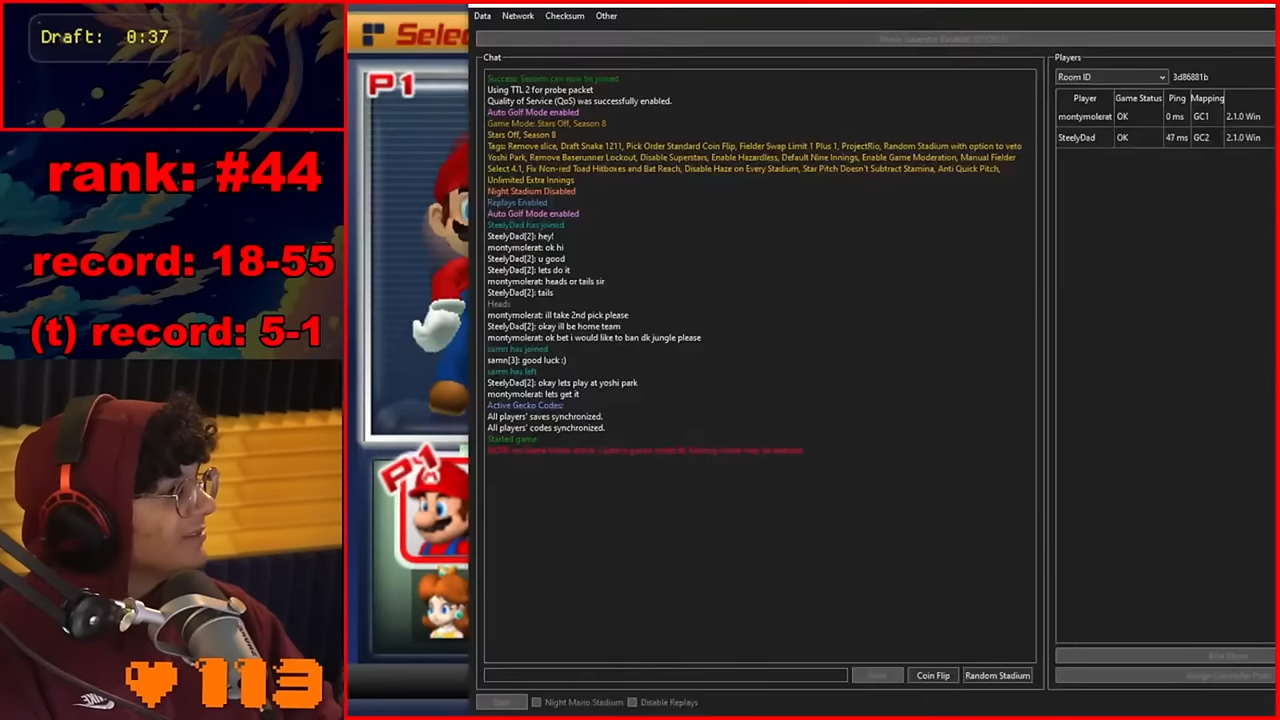 Draft: 0:37
rank: #44
record: 18-55
(t) record: 5-1
113
Selec
P1
P1
Data Network Checksum Other
Chat
Success: Session can now be joined
Using TTL 2 for probe packet
Quality of Service (QoS) was successfully enabled.
Auto Golf Mode enabled
Game Mode: Stars Off, Season 8
Stars Off, Season 8
Tags: Remove slice, Draft Snake 1211, Pick Order Standard Coin Flip, Fielder Swap Limit 1 Plus 1, ProjectRio, Random Stadium with option to veto
Yoshi Park, Remove Baserunner Lockout, Disable Superstars, Enable Hazardless, Default Nine Innings, Enable Game Moderation, Manual Fielder
Select 4.1, Fix Non-red Toad Hitboxes and Bat Reach, Disable Haze on Every Stadium, Star Pitch Doesn't Subtract Stamina, Anti Quick Pitch,
Unlimited Extra Innings
Night Stadium Disabled
Replays Enabled
Auto Golf Mode enabled
SteelyDad has joined
SteelyDad[2]: hey!
montymolerat: ok hi
SteelyDad[2]: u good
SteelyDad[2]: lets do it
montymolerat: heads or tails sir
SteelyDad[2]: tails
Heads
montymolerat: ill take 2nd pick please
SteelyDad[2]: okay ill be home team
montymolerat: ok bet i would like to ban dk jungle please
samn has joined
samn[3]: good luck :)
samn has left
SteelyDad[2]: okay lets play at yoshi park
montymolerat: lets get it
Active Gecko Codes:
All players' saves synchronized.
All players' codes synchronized.
Started game
Coin Flip Random Stadium
Night Mario Stadium Disable Replays
Players
Room ID 3d86881b
Player Game Status Ping Mapping
montymolerat OK 0 ms GC1 2.1.0 Win
SteelyDad OK 47 ms GC2 2.1.0 Win